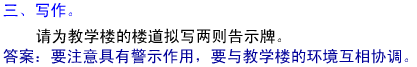 三、写作。
请为教学楼的楼道拟写两则告示牌。
答案：要注意具有警示作用，要与教学楼的环境互相协调。